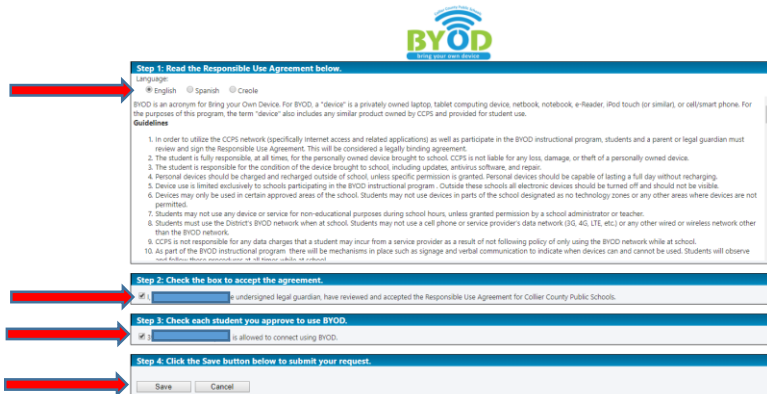 Collier County Public Schools
BYOD
bring your own device
Step 1: Read the Responsible Use Agreement below.
Language:
English Spanish Creole
BYOD is an acronym for Bring your Own Device. For BYOD, a "device" is a privately owned laptop, tablet computing device, netbook, notebook, e-Reader, iPod touch (or similar), or cell/smart phone. For
the purposes of this program, the term "device" also includes any similar product owned by CCPS and provided for student use.
Guidelines
1. In order to utilize the CCPS network (specifically Internet access and related applications) as well as participate in the BYOD instructional program, students and a parent or legal guardian must
review and sign the Responsible Use Agreement. This will be considered a legally binding agreement.
2. The student is fully responsible, at all times, for the personally owned device brought to school. CCPS is not liable for any loss, damage, or theft of a personally owned device.
3. The student is responsible for the condition of the device brought to school, including updates, antivirus software, and repair.
4. Personal devices should be charged and recharged outside of school, unless specific permission is granted. Personal devices should be capable of lasting a full day without recharging.
5. Device use is limited exclusively to schools participating in the BYOD instructional program . Outside these schools all electronic devices should be turned off and should not be visible.
6. Devices may only be used in certain approved areas of the school. Students may not use devices in parts of the school designated as no technology zones or any other areas where devices are not
permitted.
7. Students may not use any device or service for non-educational purposes during school hours, unless granted permission by a school administrator or teacher.
8. Students must use the District's BYOD network when at school. Students may not use a cell phone or service provider's data network (3G, 4G, LTE, etc.) or any other wired or wireless network other
than the BYOD network.
9. CCPS is not responsible for any data charges that a student may incur from a service provider as a result of not following policy of only using the BYOD network while at school.
10. As part of the BYOD instructional program there will be mechanisms in place such as signage and verbal communication to indicate when devices can and cannot be used. Students will observe
and follow these procedures at all times while at school.
Step 2: Check the box to accept the agreement.
I, e undersigned legal guardian, have reviewed and accepted the Responsible Use Agreement for Collier County Public Schools.
Step 3: Check each student you approve to use BYOD.
is allowed to connect using BYOD.
Step 4: Click the Save button below to submit your request.
Save Cancel